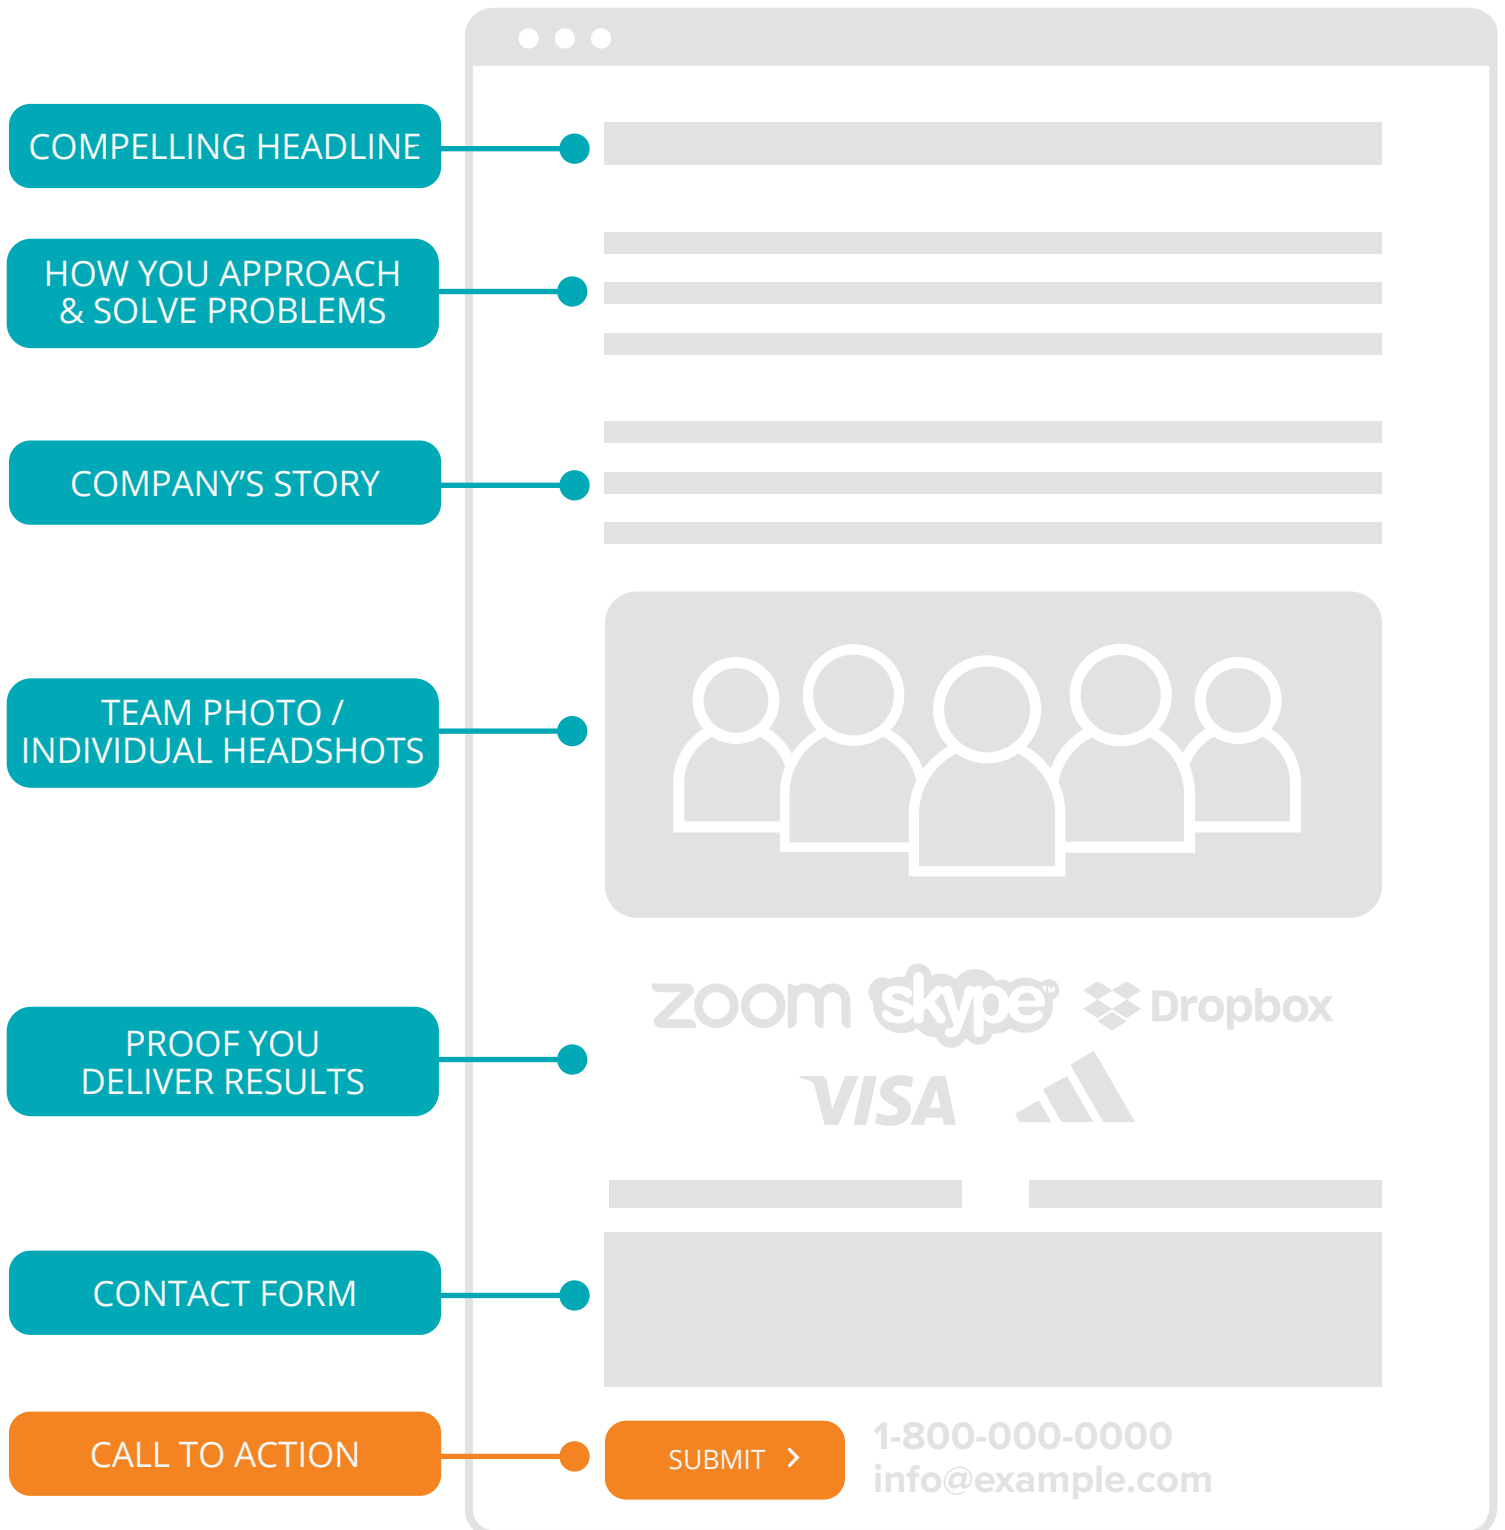 COMPELLING HEADLINE
HOW YOU APPROACH
& SOLVE PROBLEMS
COMPANY’S STORY
TEAM PHOTO /
INDIVIDUAL HEADSHOTS
zoom skype™ Dropbox
PROOF YOU
DELIVER RESULTS
VISA
CONTACT FORM
CALL TO ACTION
SUBMIT
1-800-000-0000
info@example.com